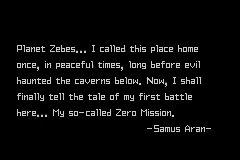 Planet Zebes... I called this place home
once, in peaceful times, long before evil
haunted the caverns below. Now, I shall
finally tell the tale of my first battle
here... My so-called Zero Mission.
-Samus Aran-